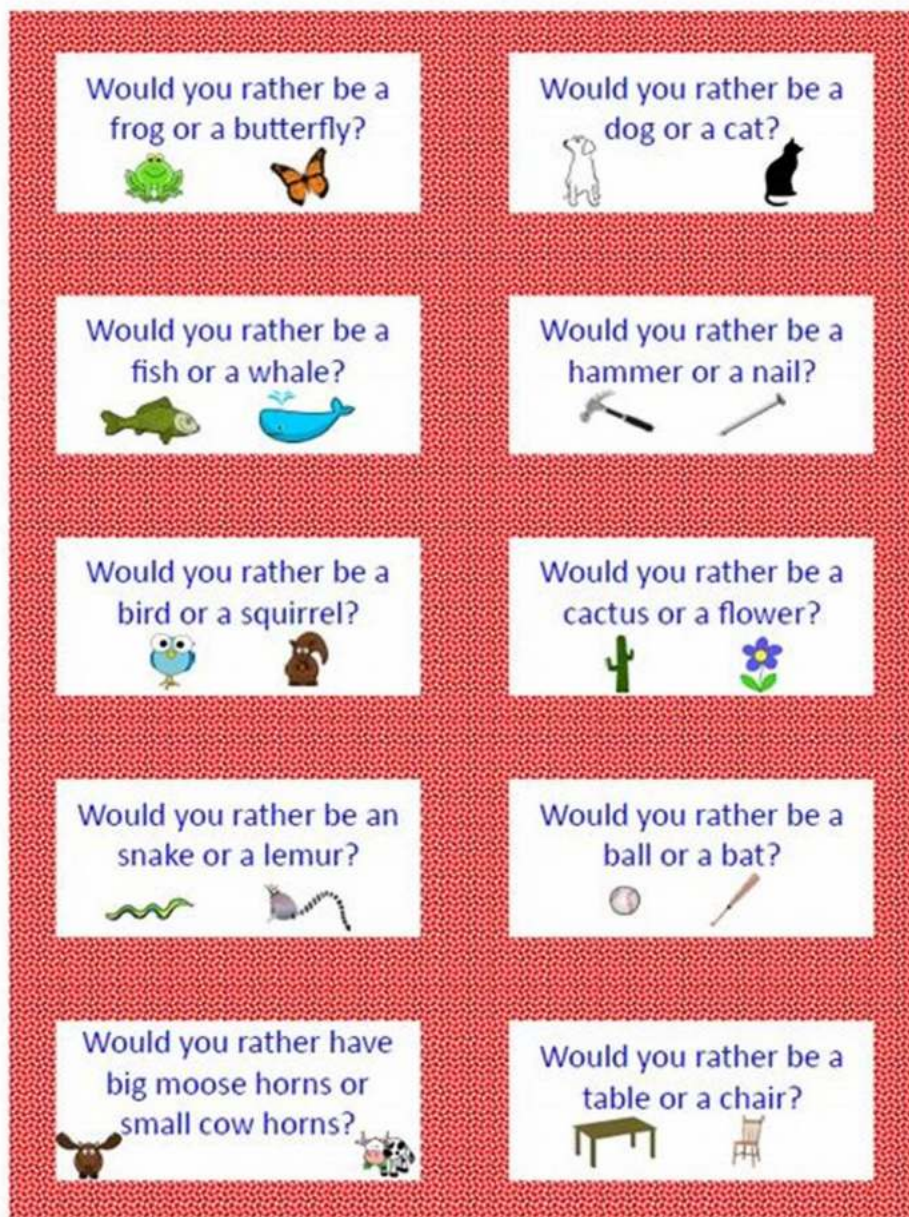 Would you rather be a
frog or a butterfly?
Would you rather be a
dog or a cat?
Would you rather be a
fish or a whale?
Would you rather be a
hammer or a nail?
Would you rather be a
bird or a squirrel?
Would you rather be a
cactus or a flower?
Would you rather be an
snake or a lemur?
Would you rather be a
ball or a bat?
Would you rather have
big moose horns or
small cow horns?
Would you rather be a
table or a chair?